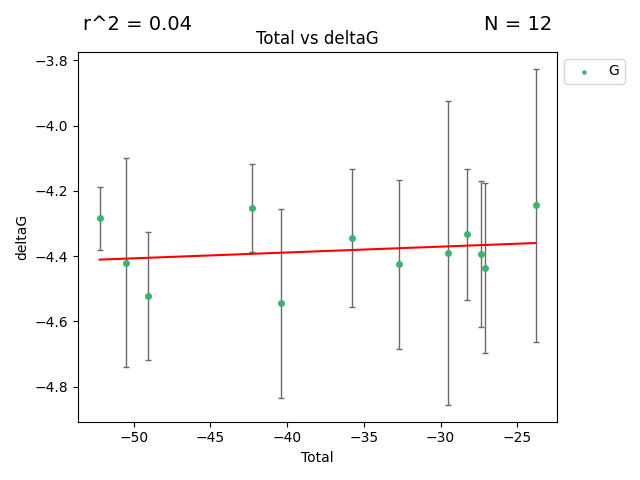 r^2 = 0.04
N = 12
Total vs deltaG
G
deltaG
−3.8
−4.0
−4.2
−4.4
−4.6
−4.8
−50
−45
−40
−35
−30
−25
Total